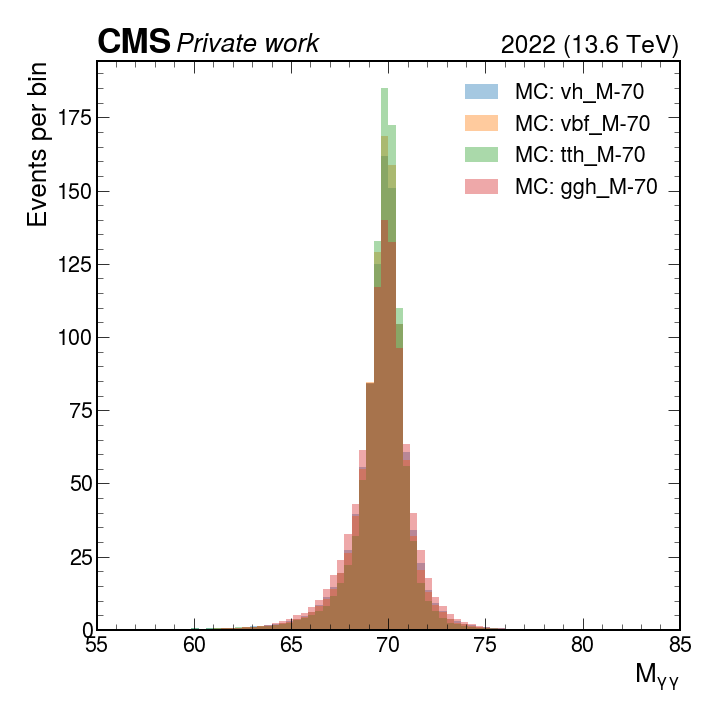 CMS Private work 2022 (13.6 TeV)
Events per bin
MC: vh_M-70
MC: vbf_M-70
MC: tth_M-70
MC: ggh_M-70
175
150
125
100
75
50
25
0
55 60 65 70 75 80 85
Mγγ